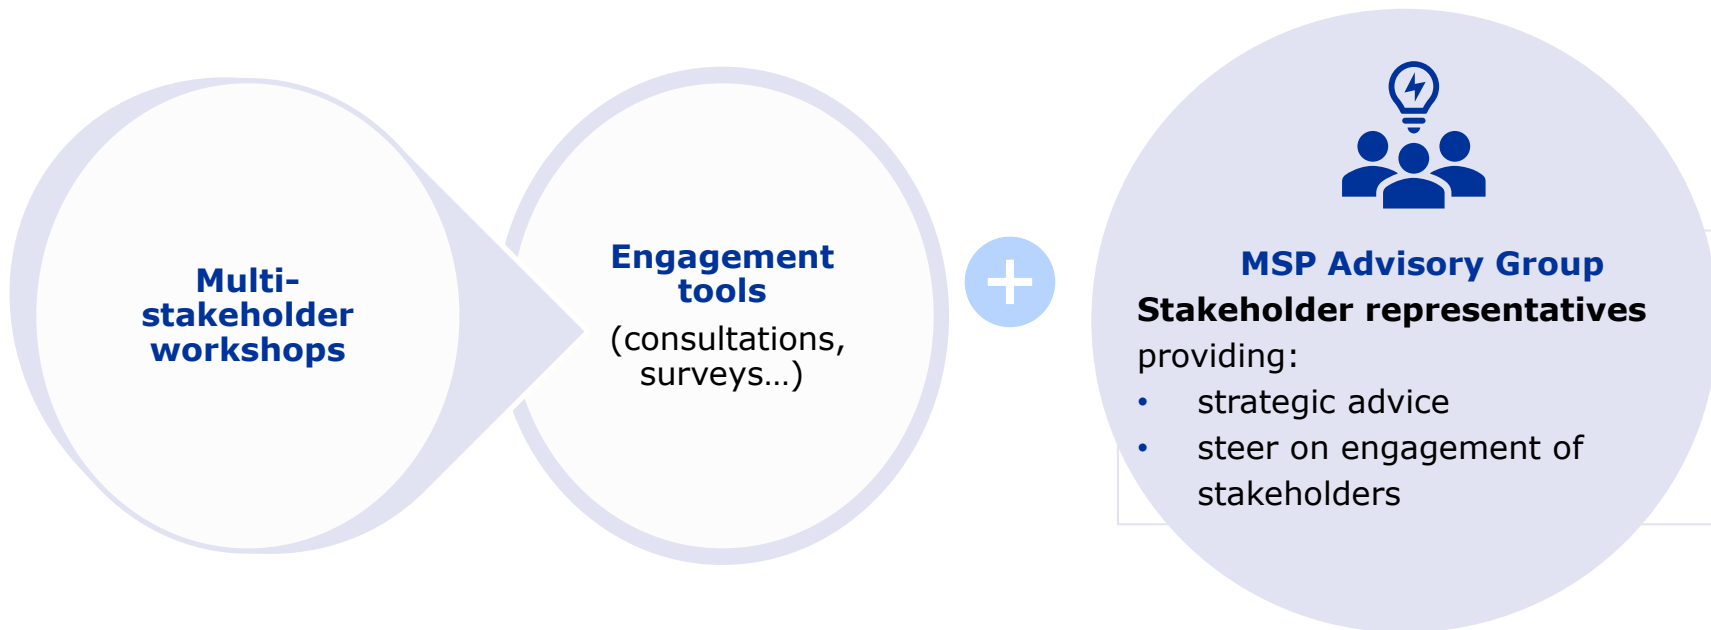 Multi-
stakeholder
workshops
Engagement
tools
(consultations,
surveys…)
MSP Advisory Group
Stakeholder representatives
providing:
• strategic advice
• steer on engagement of
stakeholders